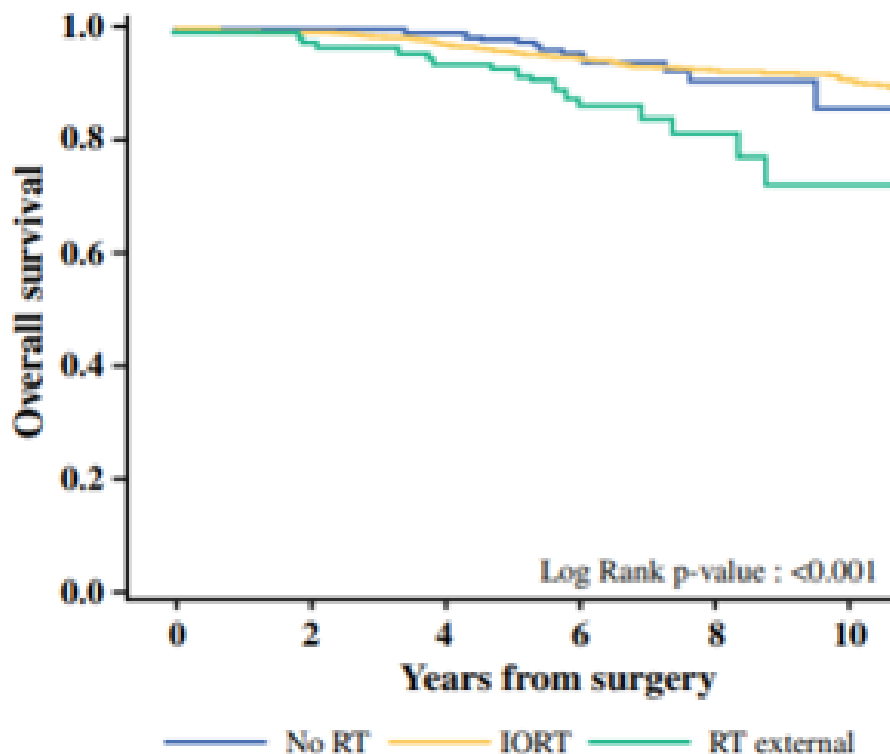 1.0
0.8
0.6
0.4
0.2
0.0
Overall survival
Log Rank p-value : <0.001
0 2 4 6 8 10
Years from surgery
No RT IORT RT external